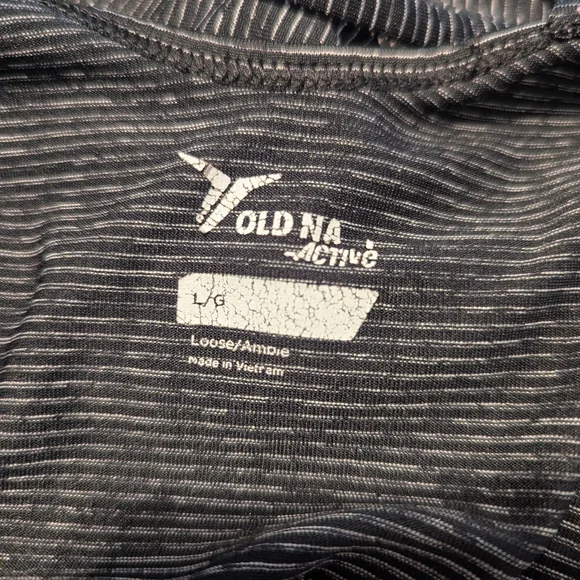 OLD NA
ACTIVE
L/G
Loose/Ample
Made in Vietnam